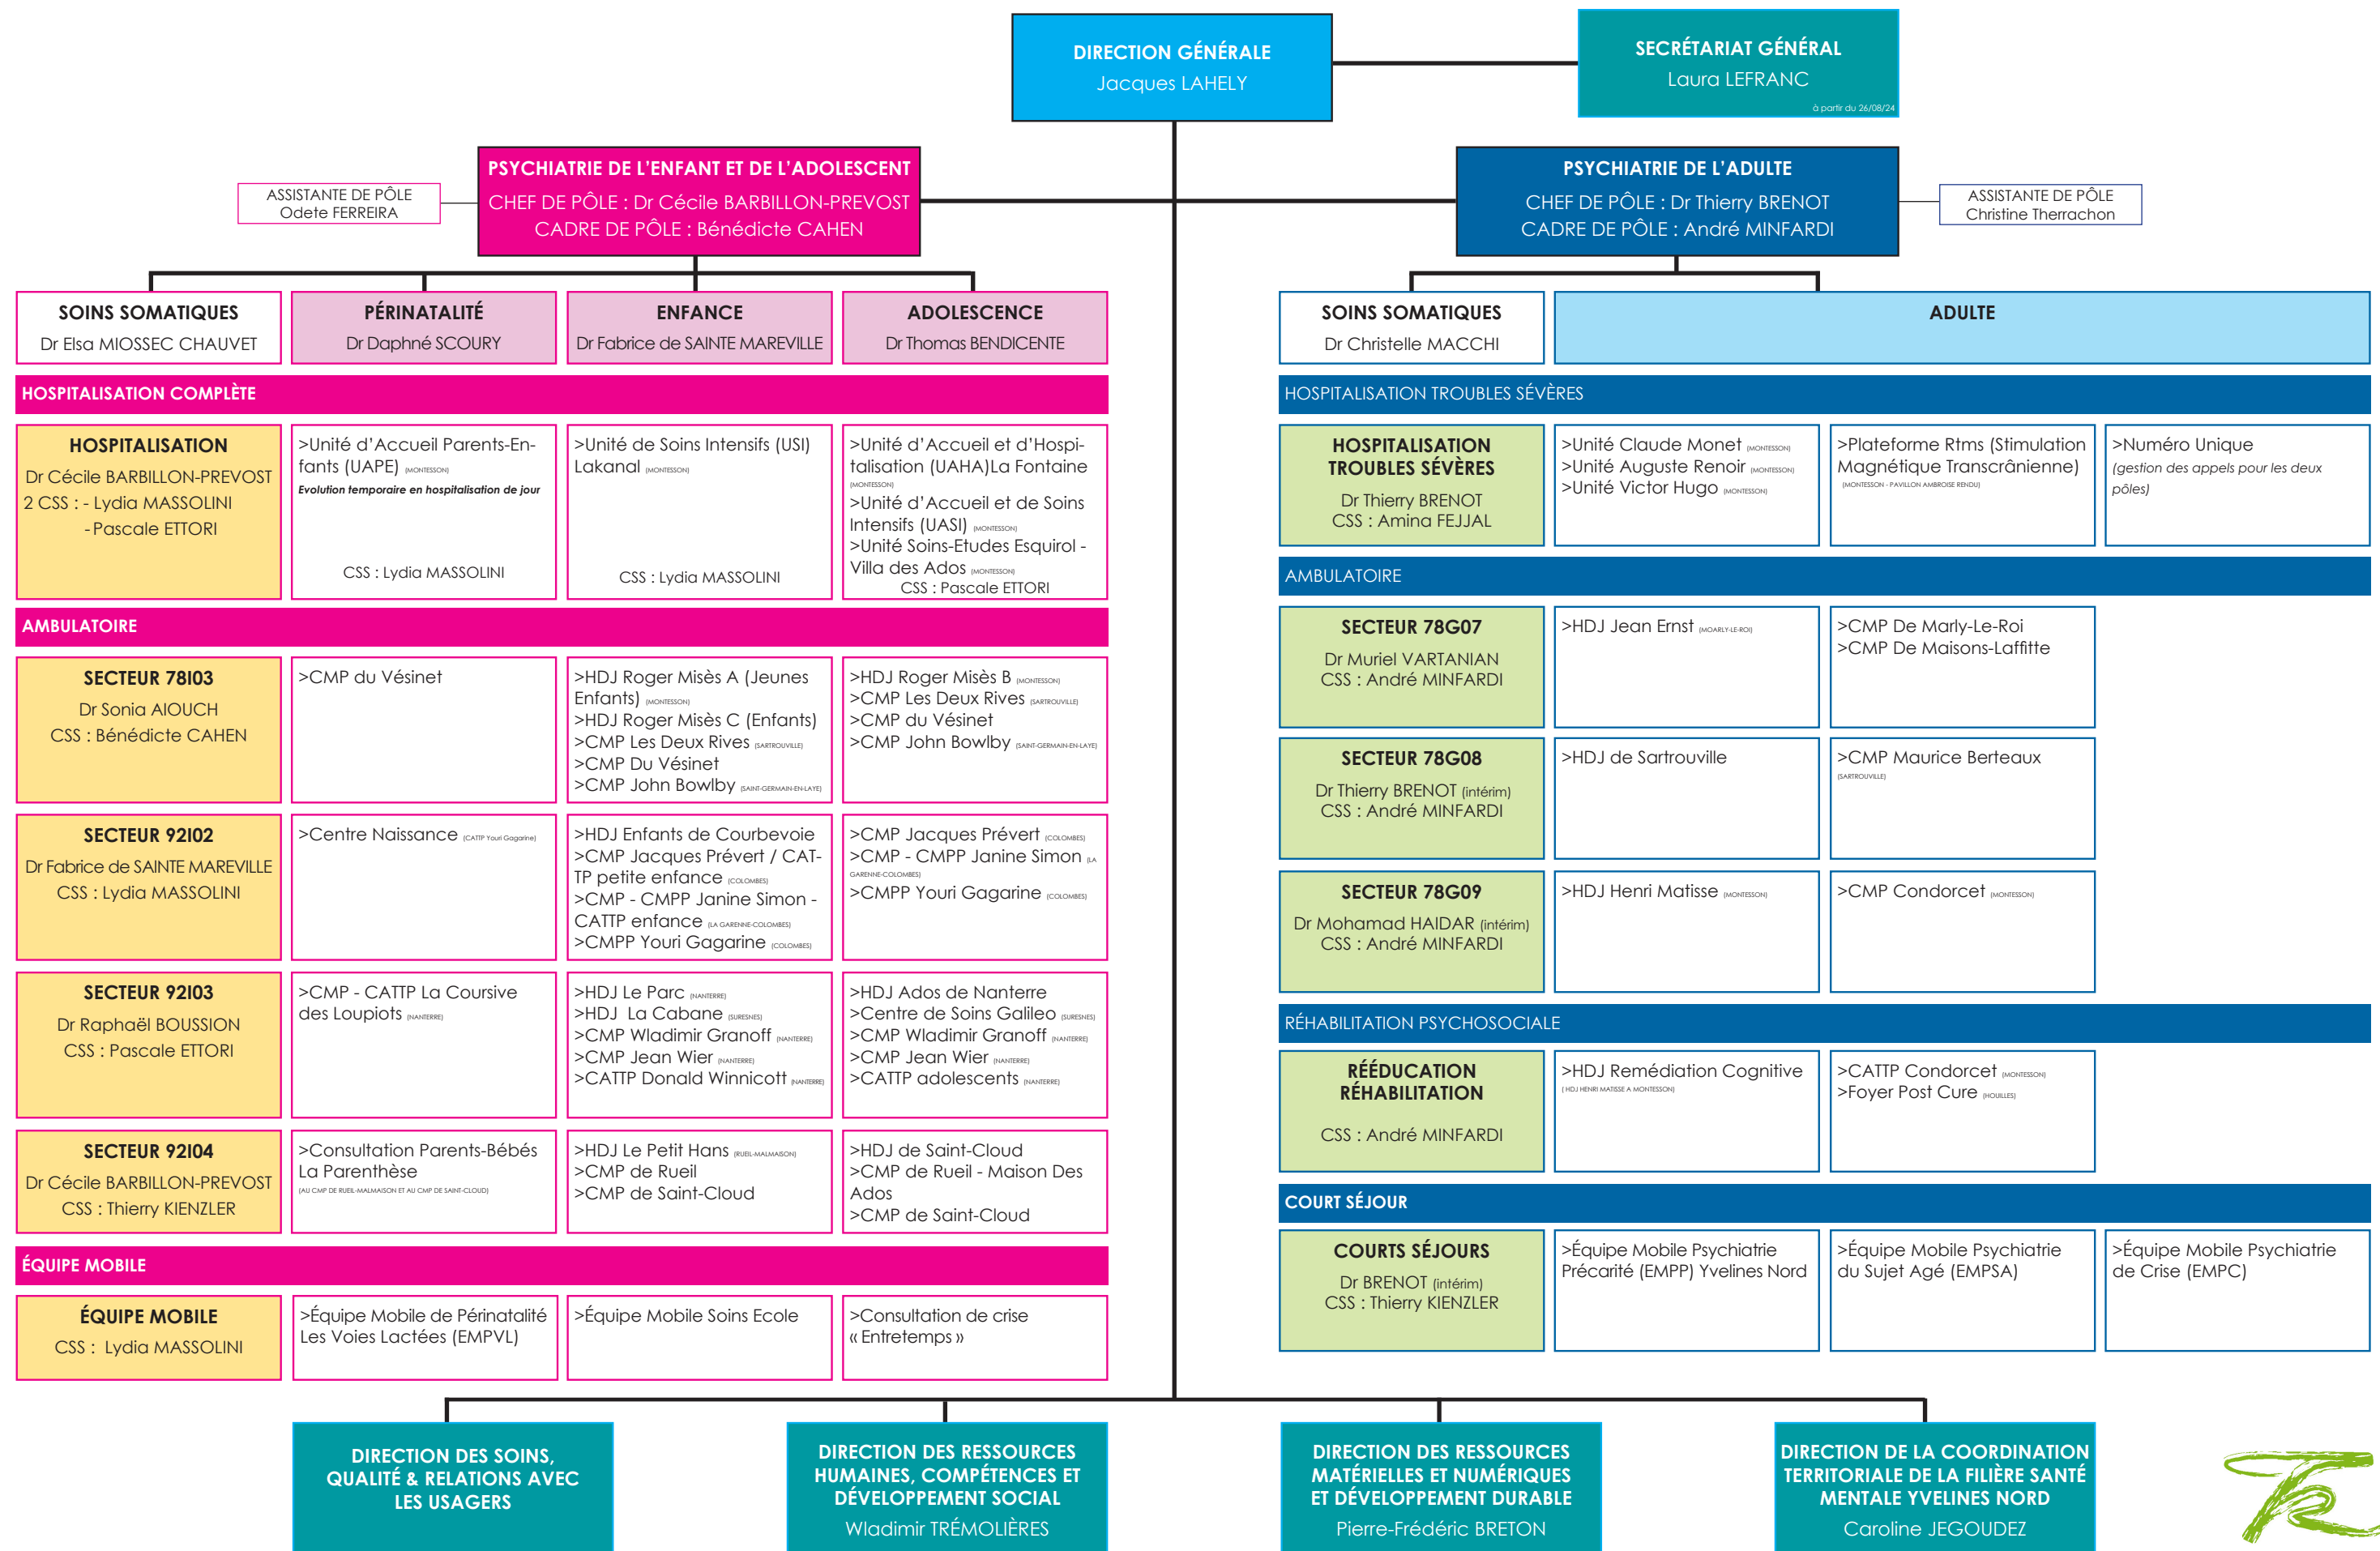 DIRECTION GÉNÉRALE
Jacques LAHELY
SECRÉTARIAT GÉNÉRAL
Laura LEFRANC
à partir du 26/08/24
ASSISTANTE DE PÔLE
Odete FERREIRA
PSYCHIATRIE DE L'ENFANT ET DE L'ADOLESCENT
CHEF DE PÔLE : Dr Cécile BARBILLON-PREVOST
CADRE DE PÔLE : Bénédicte CAHEN
PSYCHIATRIE DE L'ADULTE
CHEF DE PÔLE : Dr Thierry BRENOT
CADRE DE PÔLE : André MINFARDI
ASSISTANTE DE PÔLE
Christine Therrachon
SOINS SOMATIQUES
Dr Elsa MIOSSEC CHAUVET
PÉRINATALITÉ
Dr Daphné SCOURY
ENFANCE
Dr Fabrice de SAINTE MAREVILLE
ADOLESCENCE
Dr Thomas BENDICENTE
HOSPITALISATION COMPLÈTE
HOSPITALISATION
Dr Cécile BARBILLON-PREVOST
2 CSS : - Lydia MASSOLINI
- Pascale ETTORI
>Unité d'Accueil Parents-En-
fants (UAPE) (MONTESSON)
Evolution temporaire en hospitalisation de jour
CSS : Lydia MASSOLINI
>Unité de Soins Intensifs (USI)
Lakanal (MONTESSON)
CSS : Lydia MASSOLINI
>Unité d'Accueil et d'Hospi-
talisation (UAHA)La Fontaine
(MONTESSON)
>Unité d'Accueil et de Soins
Intensifs (UASI) (MONTESSON)
>Unité Soins-Etudes Esquirol -
Villa des Ados (MONTESSON)
CSS : Pascale ETTORI
AMBULATOIRE
SECTEUR 78I03
Dr Sonia AIOUCH
CSS : Bénédicte CAHEN
>CMP du Vésinet
>HDJ Roger Misès A (Jeunes
Enfants) (MONTESSON)
>HDJ Roger Misès C (Enfants)
>CMP Les Deux Rives (SARTROUVILLE)
>CMP Du Vésinet
>CMP John Bowlby (SAINT-GERMAIN-EN-LAYE)
>HDJ Roger Misès B (MONTESSON)
>CMP Les Deux Rives (SARTROUVILLE)
>CMP du Vésinet
>CMP John Bowlby (SAINT-GERMAIN-EN-LAYE)
SECTEUR 92I02
Dr Fabrice de SAINTE MAREVILLE
CSS : Lydia MASSOLINI
>Centre Naissance (CATTP Youri Gagarine)
>HDJ Enfants de Courbevoie
>CMP Jacques Prévert / CAT-
TP petite enfance (COLOMBES)
>CMP - CMPP Janine Simon -
CATTP enfance (LA GARENNE-COLOMBES)
>CMPP Youri Gagarine (COLOMBES)
>CMP Jacques Prévert (COLOMBES)
>CMP - CMPP Janine Simon (LA
GARENNE-COLOMBES)
>CMPP Youri Gagarine (COLOMBES)
SECTEUR 92I03
Dr Raphaël BOUSSION
CSS : Pascale ETTORI
>CMP - CATTP La Coursive
des Loupiots (NANTERRE)
>HDJ Le Parc (NANTERRE)
>HDJ La Cabane (SURESNES)
>CMP Wladimir Granoff (NANTERRE)
>CMP Jean Wier (NANTERRE)
>CATTP Donald Winnicott (NANTERRE)
>HDJ Ados de Nanterre
>Centre de Soins Galileo (SURESNES)
>CMP Wladimir Granoff (NANTERRE)
>CMP Jean Wier (NANTERRE)
>CATTP adolescents (NANTERRE)
SECTEUR 92I04
Dr Cécile BARBILLON-PREVOST
CSS : Thierry KIENZLER
>Consultation Parents-Bébés
La Parenthèse
(AU CMP DE RUEIL-MALMAISON ET AU CMP DE SAINT-CLOUD)
>HDJ Le Petit Hans (RUEIL-MALMAISON)
>CMP de Rueil
>CMP de Saint-Cloud
>HDJ de Saint-Cloud
>CMP de Rueil - Maison Des
Ados
>CMP de Saint-Cloud
ÉQUIPE MOBILE
ÉQUIPE MOBILE
CSS : Lydia MASSOLINI
>Équipe Mobile de Périnatalité
Les Voies Lactées (EMPVL)
>Équipe Mobile Soins Ecole
>Consultation de crise
« Entretemps »
SOINS SOMATIQUES
Dr Christelle MACCHI
ADULTE
HOSPITALISATION TROUBLES SÉVÈRES
HOSPITALISATION
TROUBLES SÉVÈRES
Dr Thierry BRENOT
CSS : Amina FEJJAL
>Unité Claude Monet (MONTESSON)
>Unité Auguste Renoir (MONTESSON)
>Unité Victor Hugo (MONTESSON)
>Plateforme Rtms (Stimulation
Magnétique Transcrânienne)
(MONTESSON - PAVILLON AMBROISE RENDU)
>Numéro Unique
(gestion des appels pour les deux
pôles)
AMBULATOIRE
SECTEUR 78G07
Dr Muriel VARTANIAN
CSS : André MINFARDI
>HDJ Jean Ernst (MOARLY-LE-ROI)
>CMP De Marly-Le-Roi
>CMP De Maisons-Laffitte
SECTEUR 78G08
Dr Thierry BRENOT (intérim)
CSS : André MINFARDI
>HDJ de Sartrouville
>CMP Maurice Berteaux
(SARTROUVILLE)
SECTEUR 78G09
Dr Mohamad HAIDAR (intérim)
CSS : André MINFARDI
>HDJ Henri Matisse (MONTESSON)
>CMP Condorcet (MONTESSON)
RÉHABILITATION PSYCHOSOCIALE
RÉÉDUCATION
RÉHABILITATION
CSS : André MINFARDI
>HDJ Remédiation Cognitive
( HDJ HENRI MATISSE A MONTESSON)
>CATTP Condorcet (MONTESSON)
>Foyer Post Cure (HOUILLES)
COURT SÉJOUR
COURTS SÉJOURS
Dr BRENOT (intérim)
CSS : Thierry KIENZLER
>Équipe Mobile Psychiatrie
Précarité (EMPP) Yvelines Nord
>Équipe Mobile Psychiatrie
du Sujet Agé (EMPSA)
>Équipe Mobile Psychiatrie
de Crise (EMPC)
DIRECTION DES SOINS,
QUALITÉ & RELATIONS AVEC
LES USAGERS
DIRECTION DES RESSOURCES
HUMAINES, COMPÉTENCES ET
DÉVELOPPEMENT SOCIAL
Wladimir TRÉMOLIÈRES
DIRECTION DES RESSOURCES
MATÉRIELLES ET NUMÉRIQUES
ET DÉVELOPPEMENT DURABLE
Pierre-Frédéric BRETON
DIRECTION DE LA COORDINATION
TERRITORIALE DE LA FILIÈRE SANTÉ
MENTALE YVELINES NORD
Caroline JEGOUDEZ